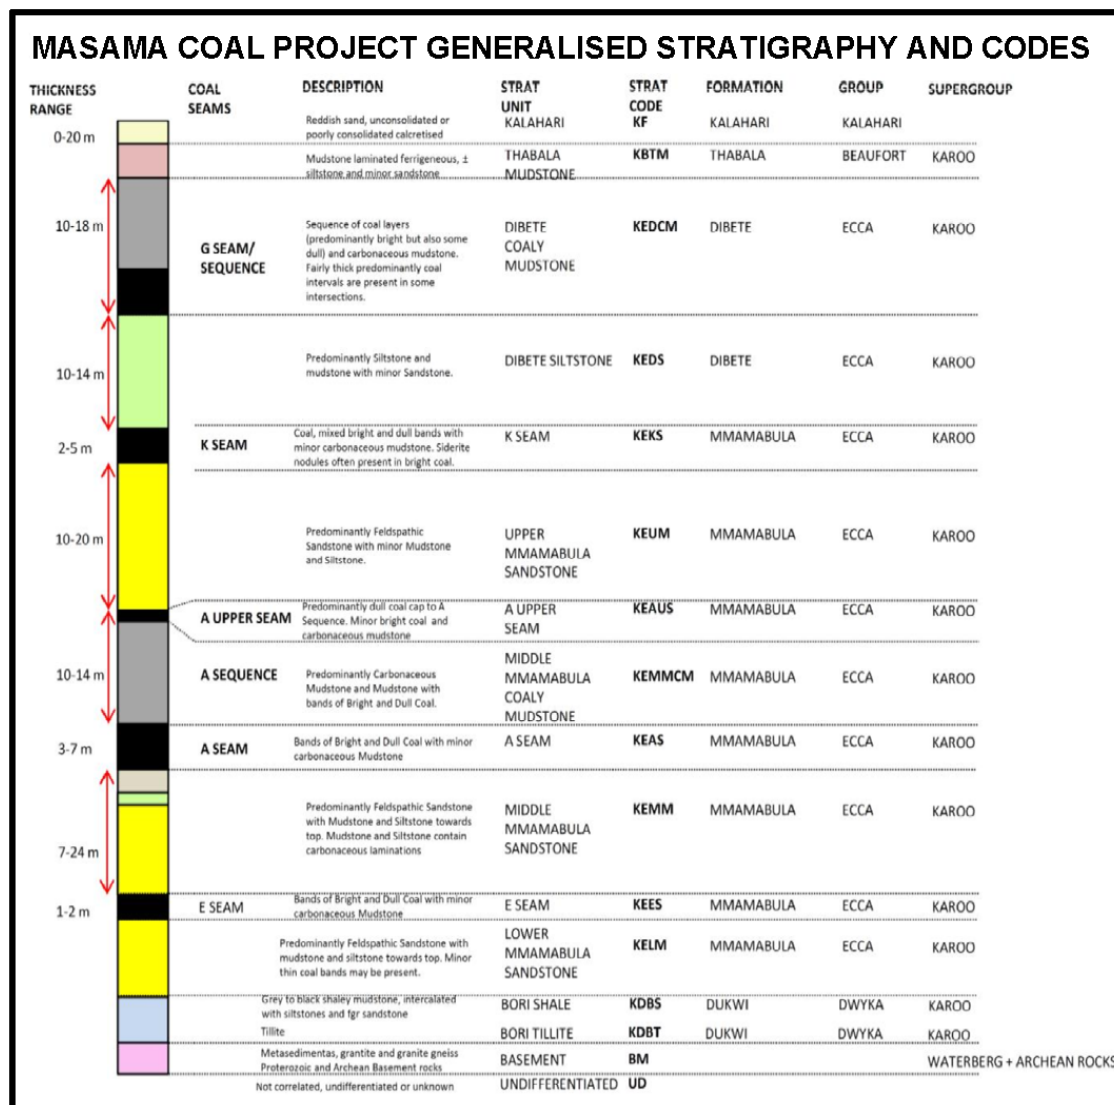 MASAMA COAL PROJECT GENERALISED STRATIGRAPHY AND CODES
THICKNESS RANGE COAL SEAMS DESCRIPTION STRAT UNIT STRAT CODE FORMATION GROUP SUPERGROUP
0-20 m
Reddish sand, unconsolidated or
poorly consolidated calcretised
KALAHARI KF KALAHARI KALAHARI
Mudstone laminated ferrigeneous, ±
siltstone and minor sandstone
THABALA
MUDSTONE
KBTM THABALA BEAUFORT KAROO
10-18 m
G SEAM/
SEQUENCE
Sequence of coal layers
(predominantly bright but also some
dull) and carbonaceous mudstone.
Fairly thick predominantly coal
intervals are present in some
intersections.
DIBETE
COALY
MUDSTONE
KEDCM DIBETE ECCA KAROO
10-14 m
Predominantly Siltstone and
mudstone with minor Sandstone.
DIBETE SILTSTONE KEDS DIBETE ECCA KAROO
2-5 m
K SEAM
Coal, mixed bright and dull bands with
minor carbonaceous mudstone. Siderite
nodules often present in bright coal.
K SEAM KEKS MMAMABULA ECCA KAROO
10-20 m
Predominantly Feldspathic
Sandstone with minor Mudstone
and Siltstone.
UPPER
MMAMABULA
SANDSTONE
KEUM MMAMABULA ECCA KAROO
A UPPER SEAM
Predominantly dull coal cap to A
Sequence. Minor bright coal and
carbonaceous mudstone
A UPPER
SEAM
KEAUS MMAMABULA ECCA KAROO
10-14 m
A SEQUENCE
Predominantly Carbonaceous
Mudstone and Mudstone with
bands of Bright and Dull Coal.
MIDDLE
MMAMABULA
COALY
MUDSTONE
KEMMCM MMAMABULA ECCA KAROO
3-7 m
A SEAM
Bands of Bright and Dull Coal with minor
carbonaceous Mudstone
A SEAM KEAS MMAMABULA ECCA KAROO
7-24 m
Predominantly Feldspathic Sandstone
with Mudstone and Siltstone towards
top. Mudstone and Siltstone contain
carbonaceous laminations
MIDDLE
MMAMABULA
SANDSTONE
KEMM MMAMABULA ECCA KAROO
1-2 m
E SEAM
Bands of Bright and Dull Coal with minor
carbonaceous Mudstone
E SEAM KEES MMAMABULA ECCA KAROO
Predominantly Feldspathic Sandstone with
mudstone and siltstone towards top. Minor
thin coal bands may be present.
LOWER
MMAMABULA
SANDSTONE
KELM MMAMABULA ECCA KAROO
Grey to black shaley mudstone, intercalated
with siltstones and fgr sandstone
BORI SHALE KDBS DUKWI DWYKA KAROO
Tillite
BORI TILLITE KDBT DUKWI DWYKA KAROO
Metasedimentas, grantite and granite gneiss
Proterozoic and Archean Basement rocks
BASEMENT BM WATERBERG + ARCHEAN ROCKS
Not correlated, undifferentiated or unknown
UNDIFFERENTIATED UD